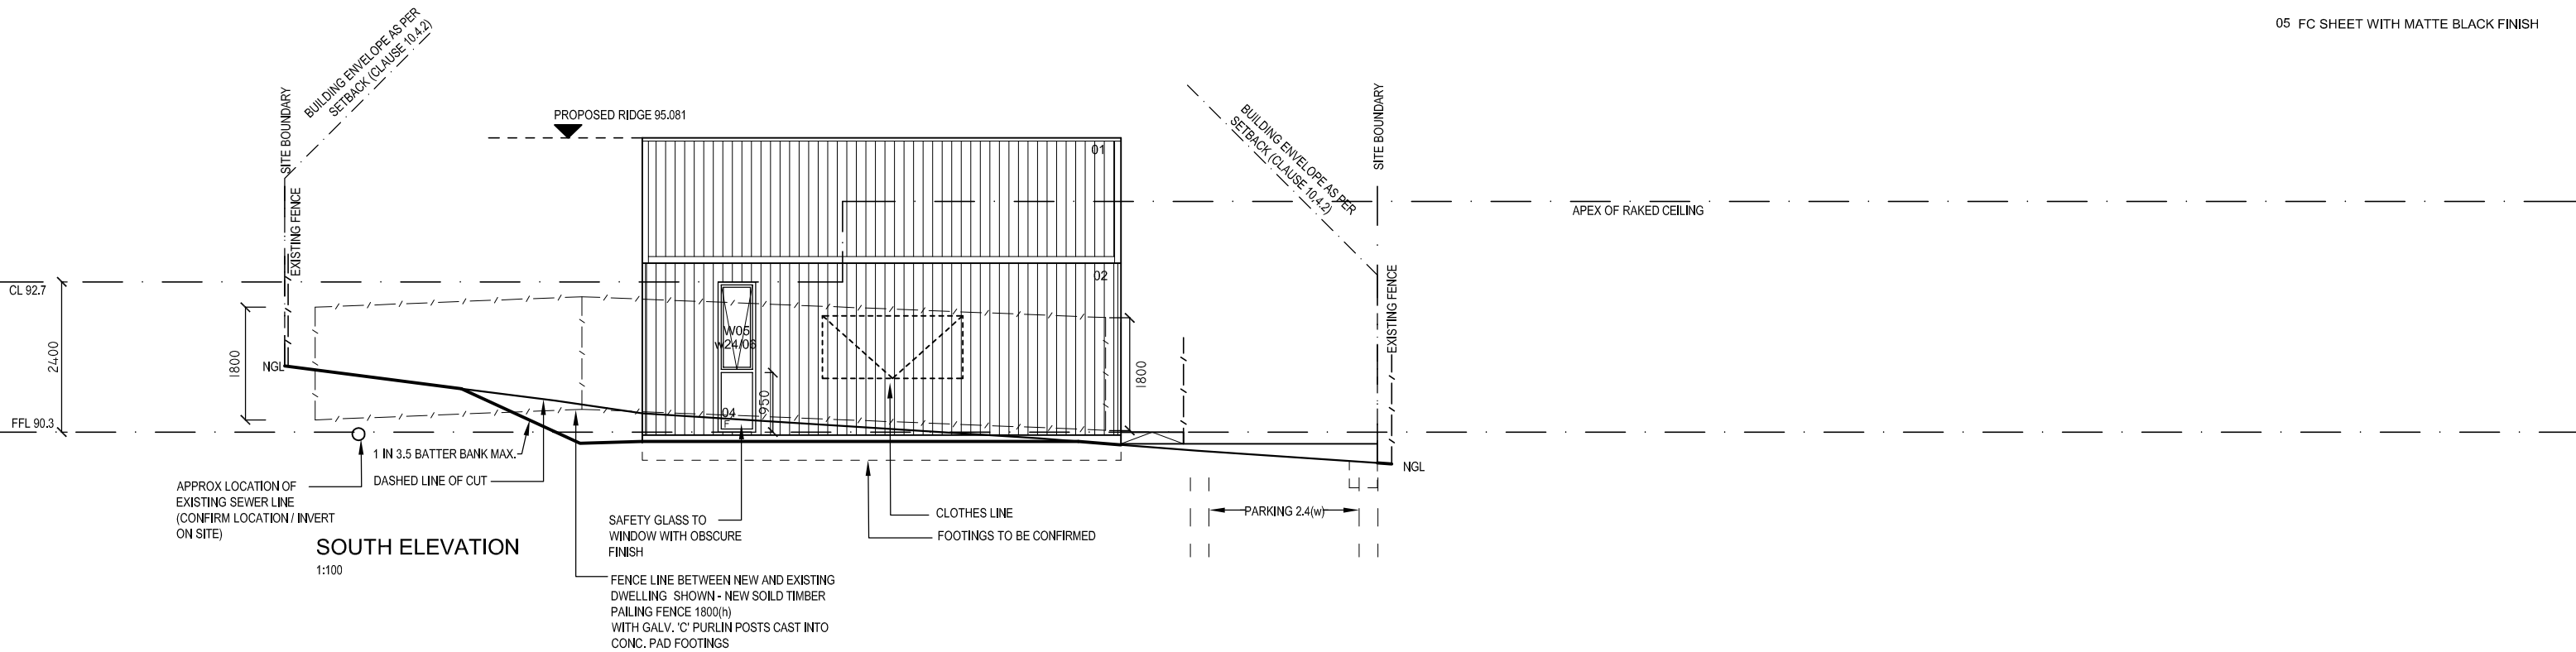 05 FC SHEET WITH MATTE BLACK FINISH
BUILDING ENVELOPE AS PER
SETBACK (CLAUSE 10.4.2)
SITE BOUNDARY
EXISTING FENCE
PROPOSED RIDGE 95.081
01
02
BUILDING ENVELOPE AS PER
SETBACK (CLAUSE 10.4.2)
SITE BOUNDARY
EXISTING FENCE
APEX OF RAKED CEILING
CL 92.7
2400
1800
NGL
FFL 90.3
W05
w24/06
04
F
950
1800
NGL
1 IN 3.5 BATTER BANK MAX.
DASHED LINE OF CUT
APPROX LOCATION OF
EXISTING SEWER LINE
(CONFIRM LOCATION / INVERT
ON SITE)
SAFETY GLASS TO
WINDOW WITH OBSCURE
FINISH
CLOTHES LINE
FOOTINGS TO BE CONFIRMED
PARKING 2.4(w)
SOUTH ELEVATION
1:100
FENCE LINE BETWEEN NEW AND EXISTING
DWELLING SHOWN - NEW SOILD TIMBER
PAILING FENCE 1800(h)
WITH GALV. 'C' PURLIN POSTS CAST INTO
CONC. PAD FOOTINGS